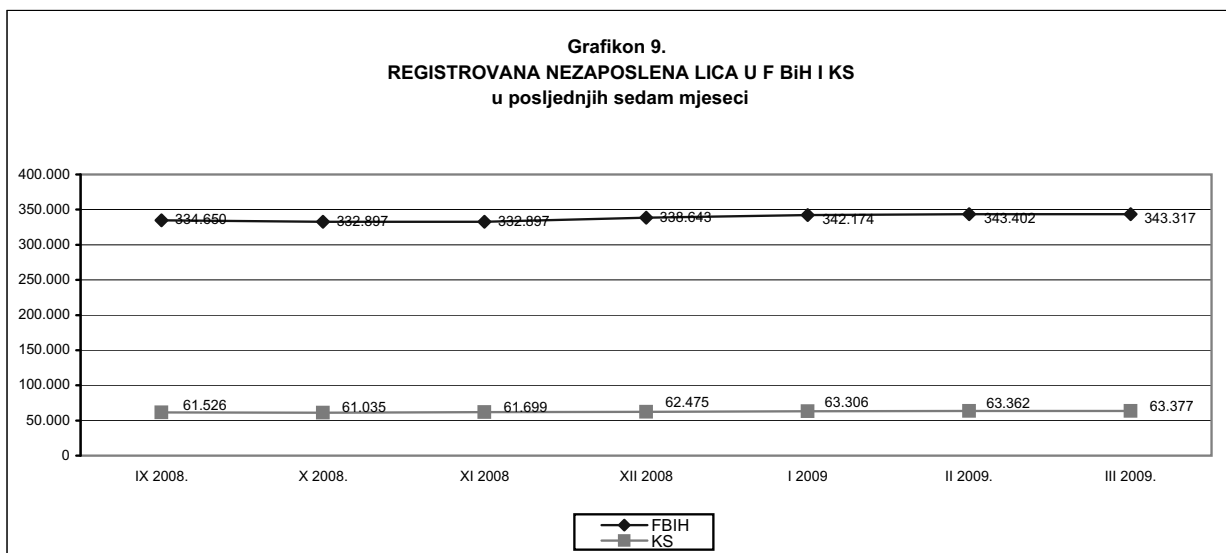 Grafikon 9.
REGISTROVANA NEZAPOSLENA LICA U F BiH I KS
u posljednjih sedam mjeseci
400.000
350.000
300.000
250.000
200.000
150.000
100.000
50.000
0
334.650 332.897 332.897 338.643 342.174 343.402 343.317
61.526 61.035 61.699 62.475 63.306 63.362 63.377
IX 2008. X 2008. XI 2008 XII 2008 I 2009 II 2009. III 2009.
FBIH
KS